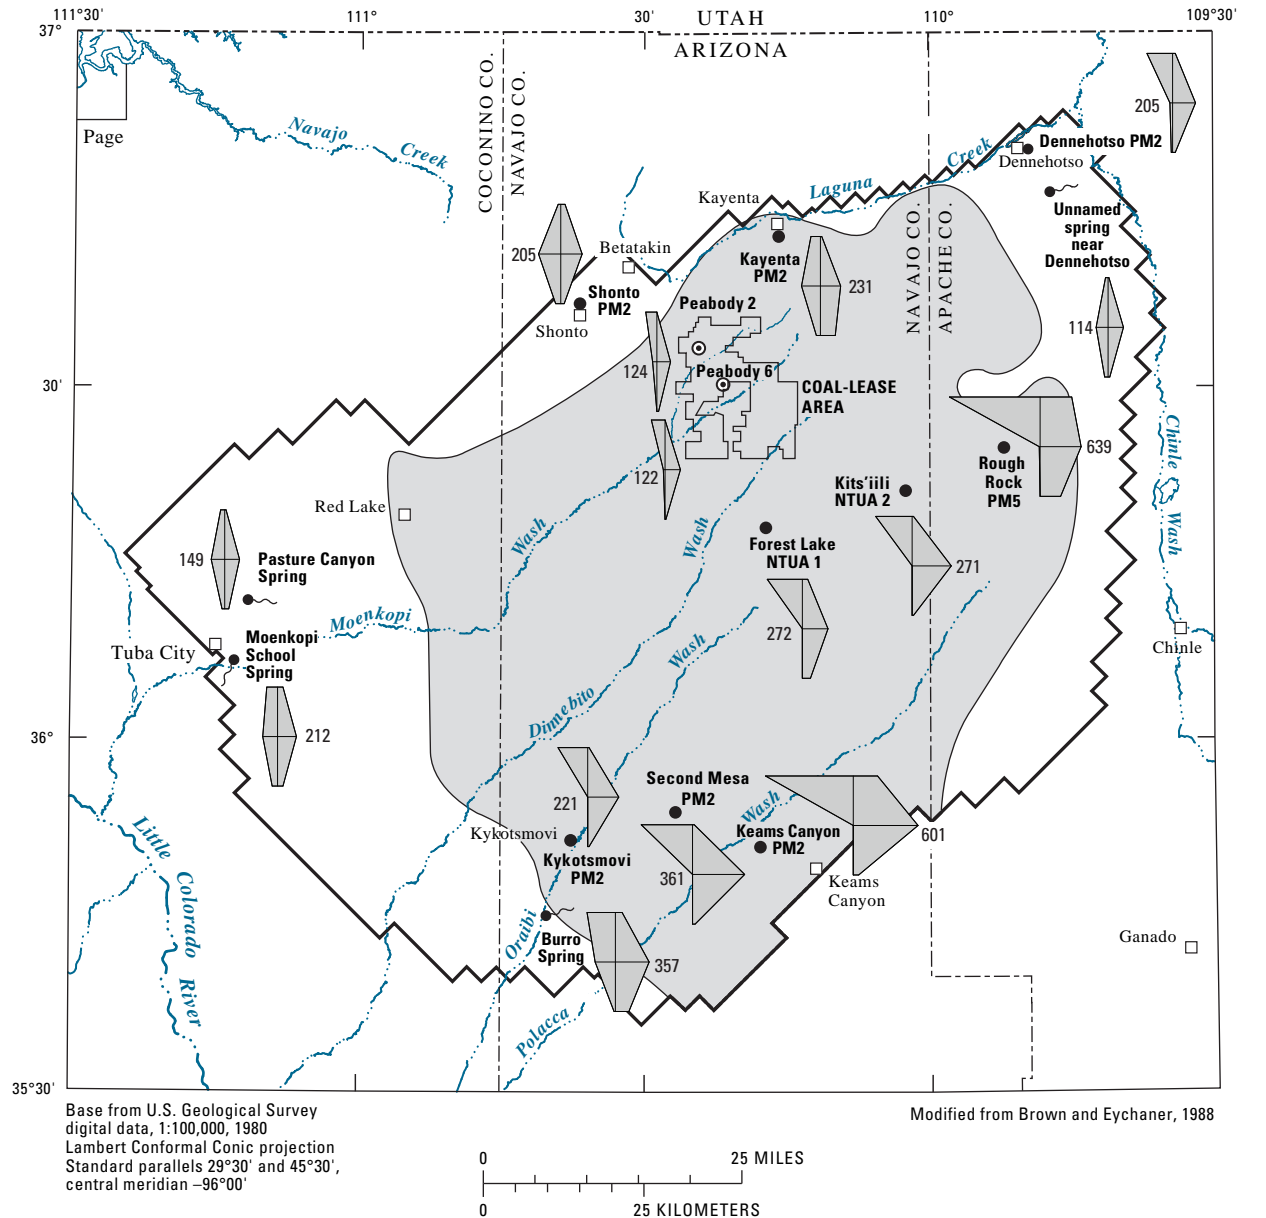 111°30'
111°
30'
UTAH
110°
109°30'
37°
ARIZONA
COCONINO CO.
NAVAJO CO.
205
Page
Navajo
Creek
Creek
Dennehotso PM2
Dennehotso
Laguna
Kayenta
Unnamed
spring
near
Dennehotso
NAVAJO CO.
APACHE CO.
205
Betatakin
Kayenta
PM2
231
Shonto
PM2
Peabody 2
Shonto
114
124
Peabody 6
30'
COAL-LEASE
AREA
Chinle
Wash
639
Rough
Rock
PM5
122
Kits'iili
NTUA 2
Red Lake
Wash
Wash
Forest Lake
NTUA 1
149
Pasture Canyon
Spring
271
Moenkopi
272
Wash
Tuba City
Moenkopi
School
Spring
Chinle
Dinnebito
36°
212
Second Mesa
PM2
221
Wash
Keams Canyon
PM2
601
Kykotsmovi
Kykotsmovi
PM2
361
Keams
Canyon
Little
Colorado
River
Oraibi
Burro
Spring
357
Ganado
Polacca
35°30'
Base from U.S. Geological Survey
digital data, 1:100,000, 1980
Lambert Conformal Conic projection
Standard parallels 29°30' and 45°30',
central meridian –96°00'
Modified from Brown and Eychaner, 1988
0
25 MILES
0
25 KILOMETERS